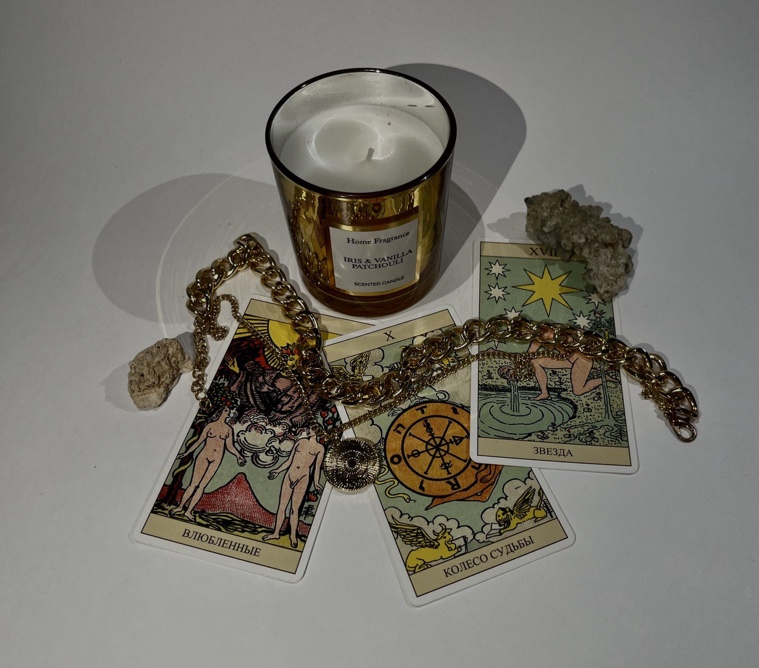 Home Fragrance
IRIS & VANILLA
PATCHOULI
SCENTED CANDLE
XVII
X
ЗВЕЗДА
ВЛЮБЛЕННЫЕ
КОЛЕСО СУДЬБЫ